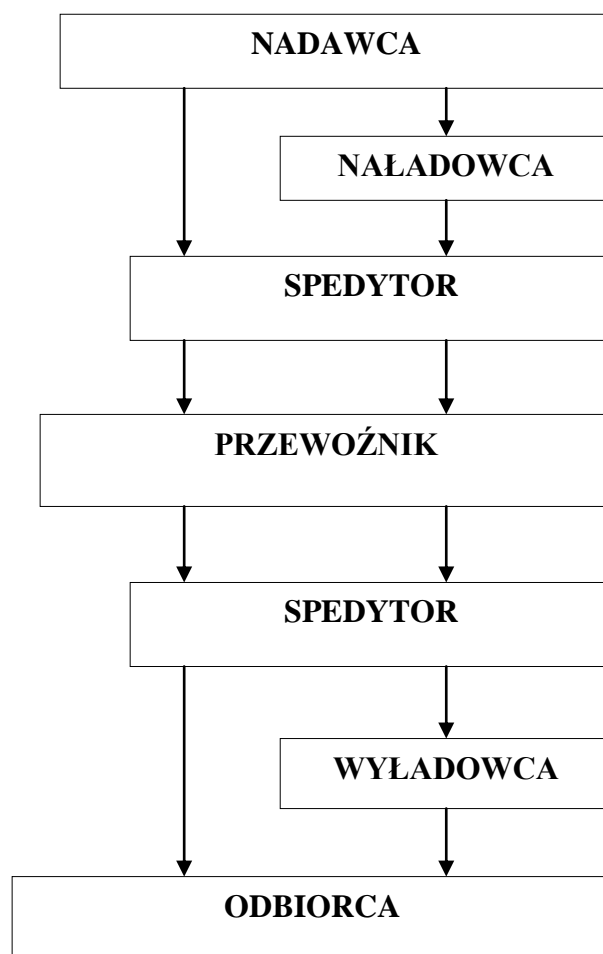 NADAWCA
NAŁADOWCA
SPEDYTOR
PRZEWOŹNIK
SPEDYTOR
WYŁADOWCA
ODBIORCA